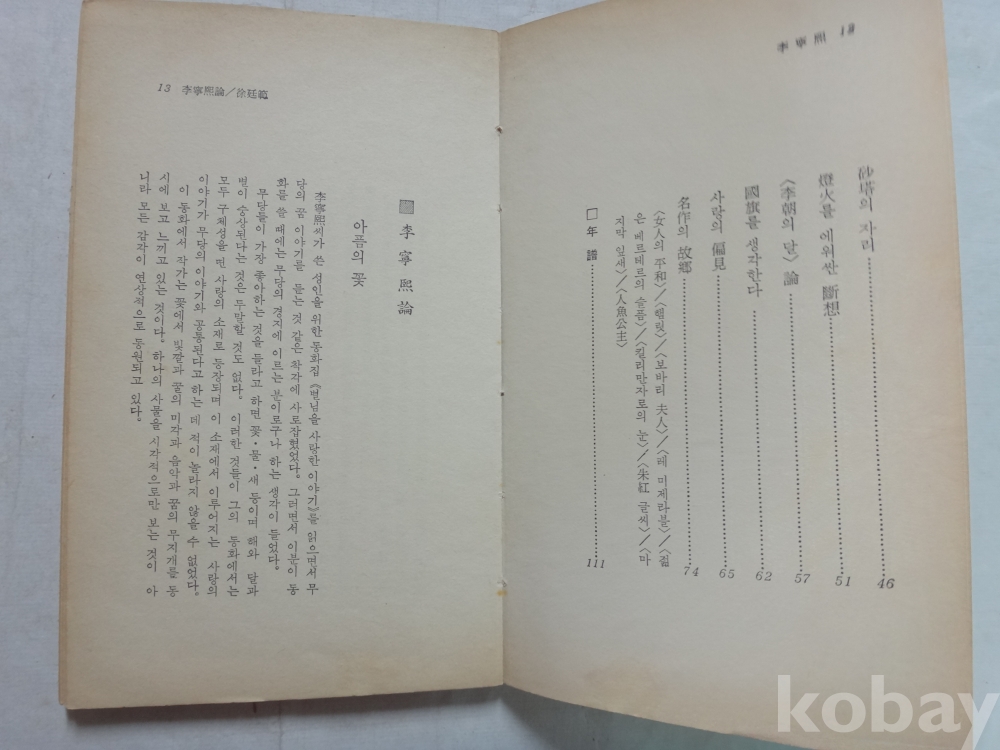 李寧熙 12
砂塔의 자리 46
燈火를 에워싼 斷想 51
〈李朝의 달〉論 57
國旗를 생각한다 62
사랑의 偏見 65
名作의 故鄕 74
〈女人의 平和〉/〈햄릿〉/〈보바리 夫人〉/〈레 미제라블〉/〈젊
은 베르테르의 슬픔〉/〈킬리만자로의 눈〉/〈朱紅 글씨〉/〈마
지막 잎새〉/〈人魚公主〉
□年 譜 111
13 李寧熙論/徐廷範
▨ 李寧熙論
아픔의 꽃
李寧熙씨가 쓴 성인을 위한 동화집 《별님을 사랑한 이야기》를 읽으면서 무
당의 꿈 이야기를 듣는 것 같은 착각에 사로잡혔었다. 그러면서 이분이 동
화를 쓸 때에는 무당의 경지에 이르는 분이로구나 하는 생각이 들었다.
무당들이 가장 좋아하는 것을 들라고 하면 꽃·물·새 등이며 해와 달과
별이 숭상된다는 것은 두말할 것도 없다. 이러한 것들이 그의 동화에서는
모두 구체성을 띤 사랑의 소재로 등장되며 이 소재에서 이루어지는 사랑의
이야기가 무당의 이야기와 공통된다고 하는 데 적이 놀라지 않을 수 없었다.
이 동화에서 작가는 꽃에서 빛깔과 꿀의 미각과 음악과 꿈의 무지개를 동
시에 보고 느끼고 있는 것이다. 하나의 사물을 시각적으로만 보는 것이 아
니라 모든 감각이 연상적으로 동원되고 있다.
kobay